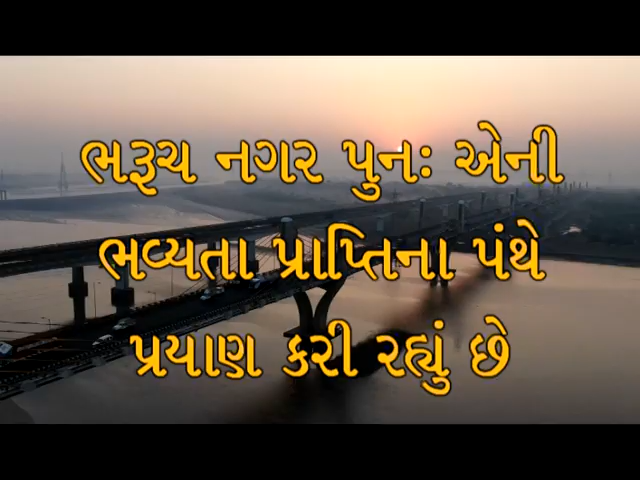 ભરૂચ નગર પુનઃ એની
ભવ્યતા પ્રાપ્તિના પંથે
પ્રયાણ કરી રહ્યું છે